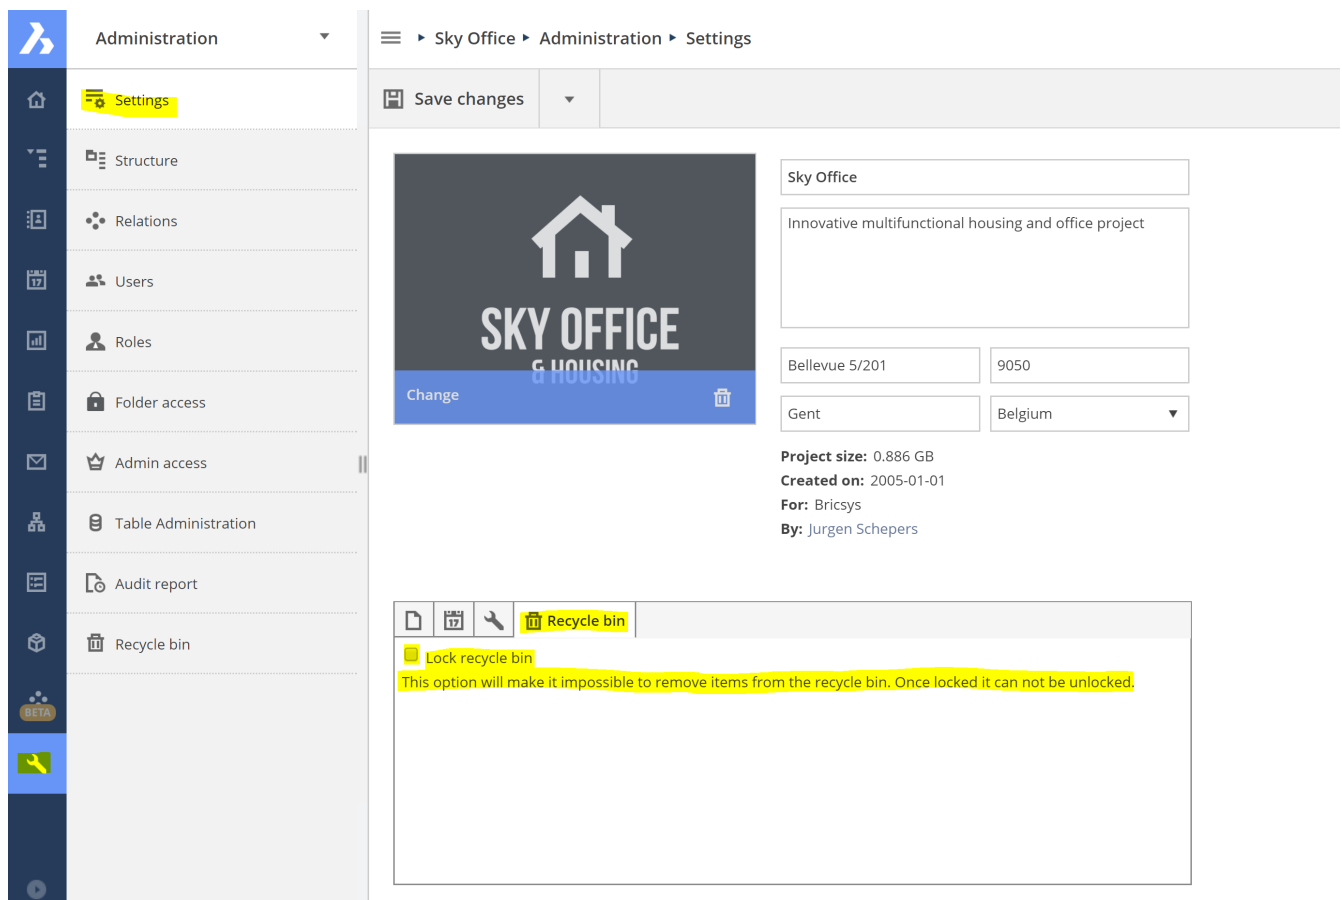 Administration
Sky Office Administration Settings
Settings
Save changes
Structure
Relations
17
Users
Roles
Folder access
Admin access
Table Administration
Audit report
Recycle bin
BETA
SKY OFFICE
& HOUSING
Change
Sky Office
Innovative multifunctional housing and office project
Bellevue 5/201
9050
Gent
Belgium
Project size: 0.886 GB
Created on: 2005-01-01
For: Bricsys
By: Jurgen Schepers
17
Recycle bin
Lock recycle bin
This option will make it impossible to remove items from the recycle bin. Once locked it can not be unlocked.